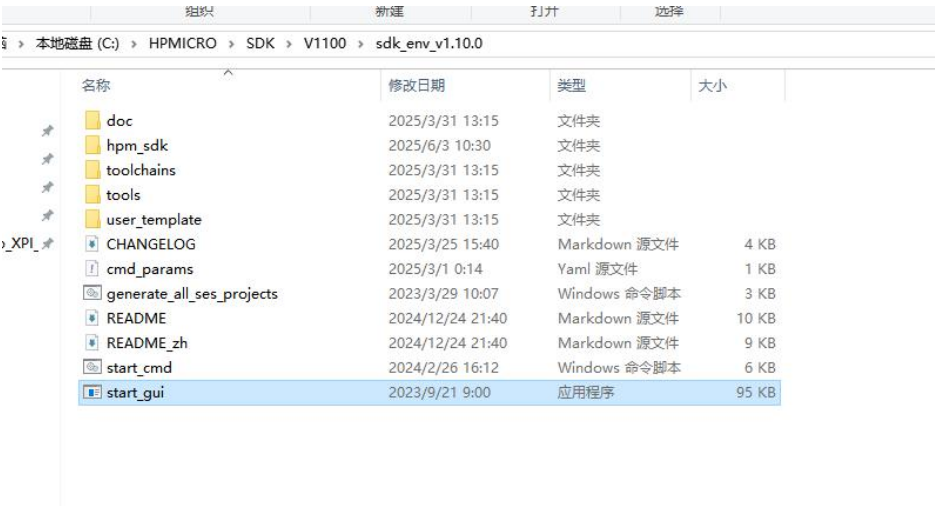 组织 新建 打开 选择
本地磁盘 (C:) › HPMICRO › SDK › V1100 › sdk_env_v1.10.0
名称 修改日期 类型 大小
doc 2025/3/31 13:15 文件夹
hpm_sdk 2025/6/3 10:30 文件夹
toolchains 2025/3/31 13:15 文件夹
tools 2025/3/31 13:15 文件夹
user_template 2025/3/31 13:15 文件夹
_XPI_ CHANGELOG 2025/3/25 15:40 Markdown 源文件 4 KB
cmd_params 2025/3/1 0:14 Yaml 源文件 1 KB
generate_all_ses_projects 2023/3/29 10:07 Windows 命令脚本 3 KB
README 2024/12/24 21:40 Markdown 源文件 10 KB
README_zh 2024/12/24 21:40 Markdown 源文件 9 KB
start_cmd 2024/2/26 16:12 Windows 命令脚本 6 KB
start_gui 2023/9/21 9:00 应用程序 95 KB